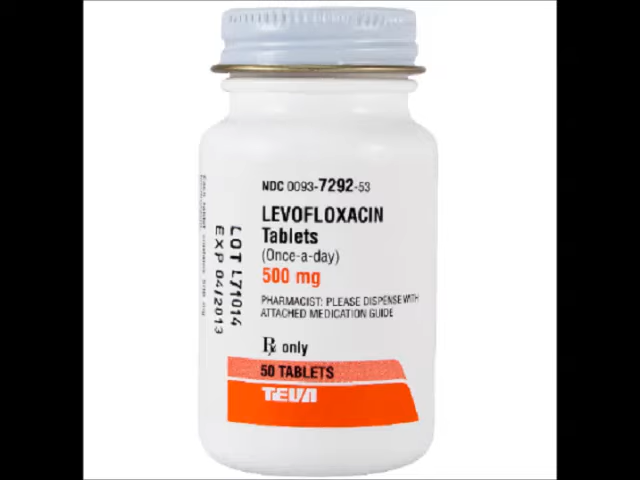 NDC 0093-7292-53
LEVOFLOXACIN
Tablets
(Once-a-day)
500 mg
PHARMACIST: PLEASE DISPENSE WITH
ATTACHED MEDICATION GUIDE
℞ only
50 TABLETS
TEVA
LOT L71014
EXP 04/2013